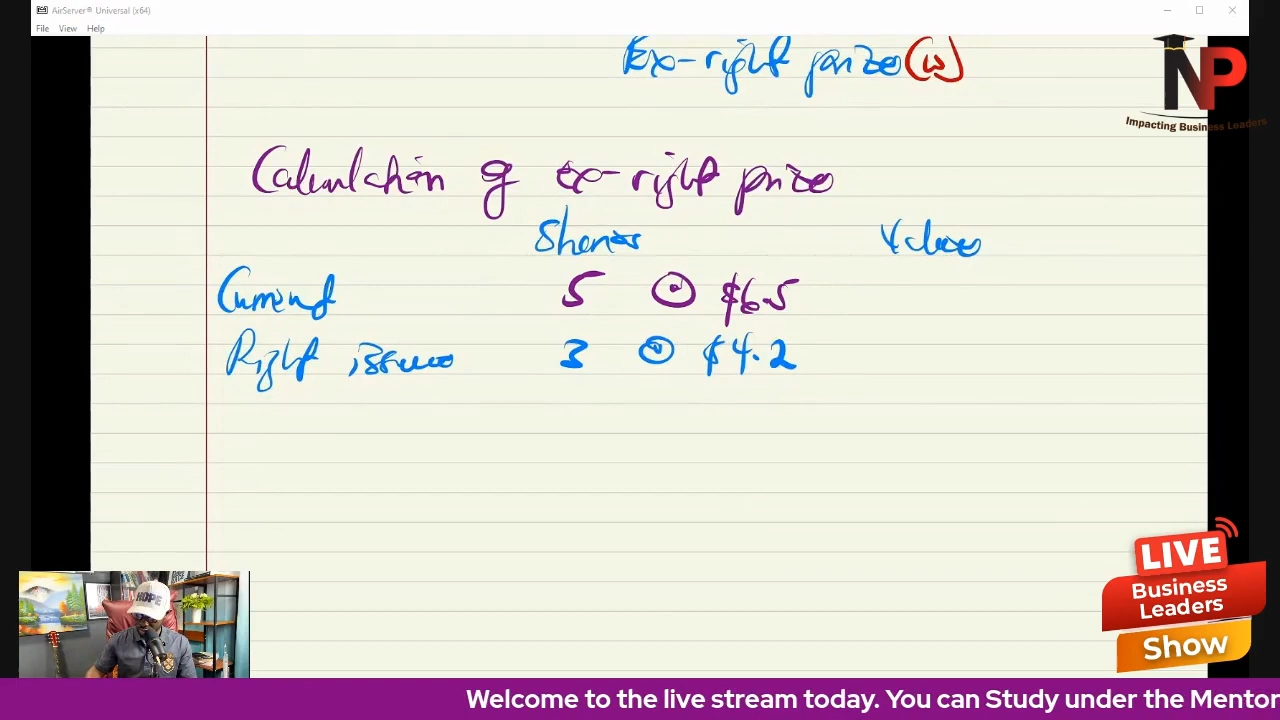 AirServer® Universal (x64)
File View Help
Ex-right price (w)
NP
Impacting Business Leaders
Calculation of ex-right price
Shares Value
Current 5 @ $6.5
Right issue 3 @ $4.2
HOPE
LIVE
Business
Leaders
Show
Welcome to the live stream today. You can Study under the Mentor